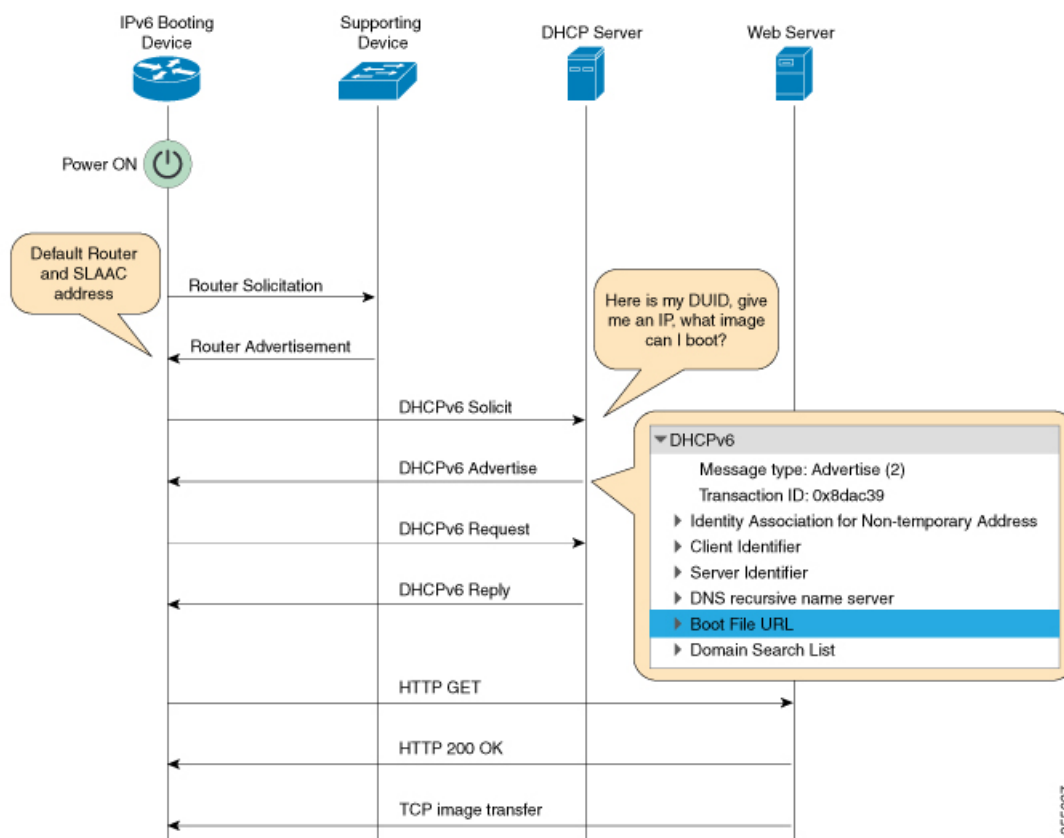 IPv6 Booting
Device
Supporting
Device
DHCP Server
Web Server
Power ON
Default Router
and SLAAC
address
Router Solicitation
Here is my DUID, give
me an IP, what image
can I boot?
Router Advertisement
DHCPv6 Solicit
DHCPv6 Advertise
DHCPv6
Message type: Advertise (2)
Transaction ID: 0x8dac39
Identity Association for Non-temporary Address
Client Identifier
Server Identifier
DNS recursive name server
Boot File URL
Domain Search List
DHCPv6 Request
DHCPv6 Reply
HTTP GET
HTTP 200 OK
TCP image transfer